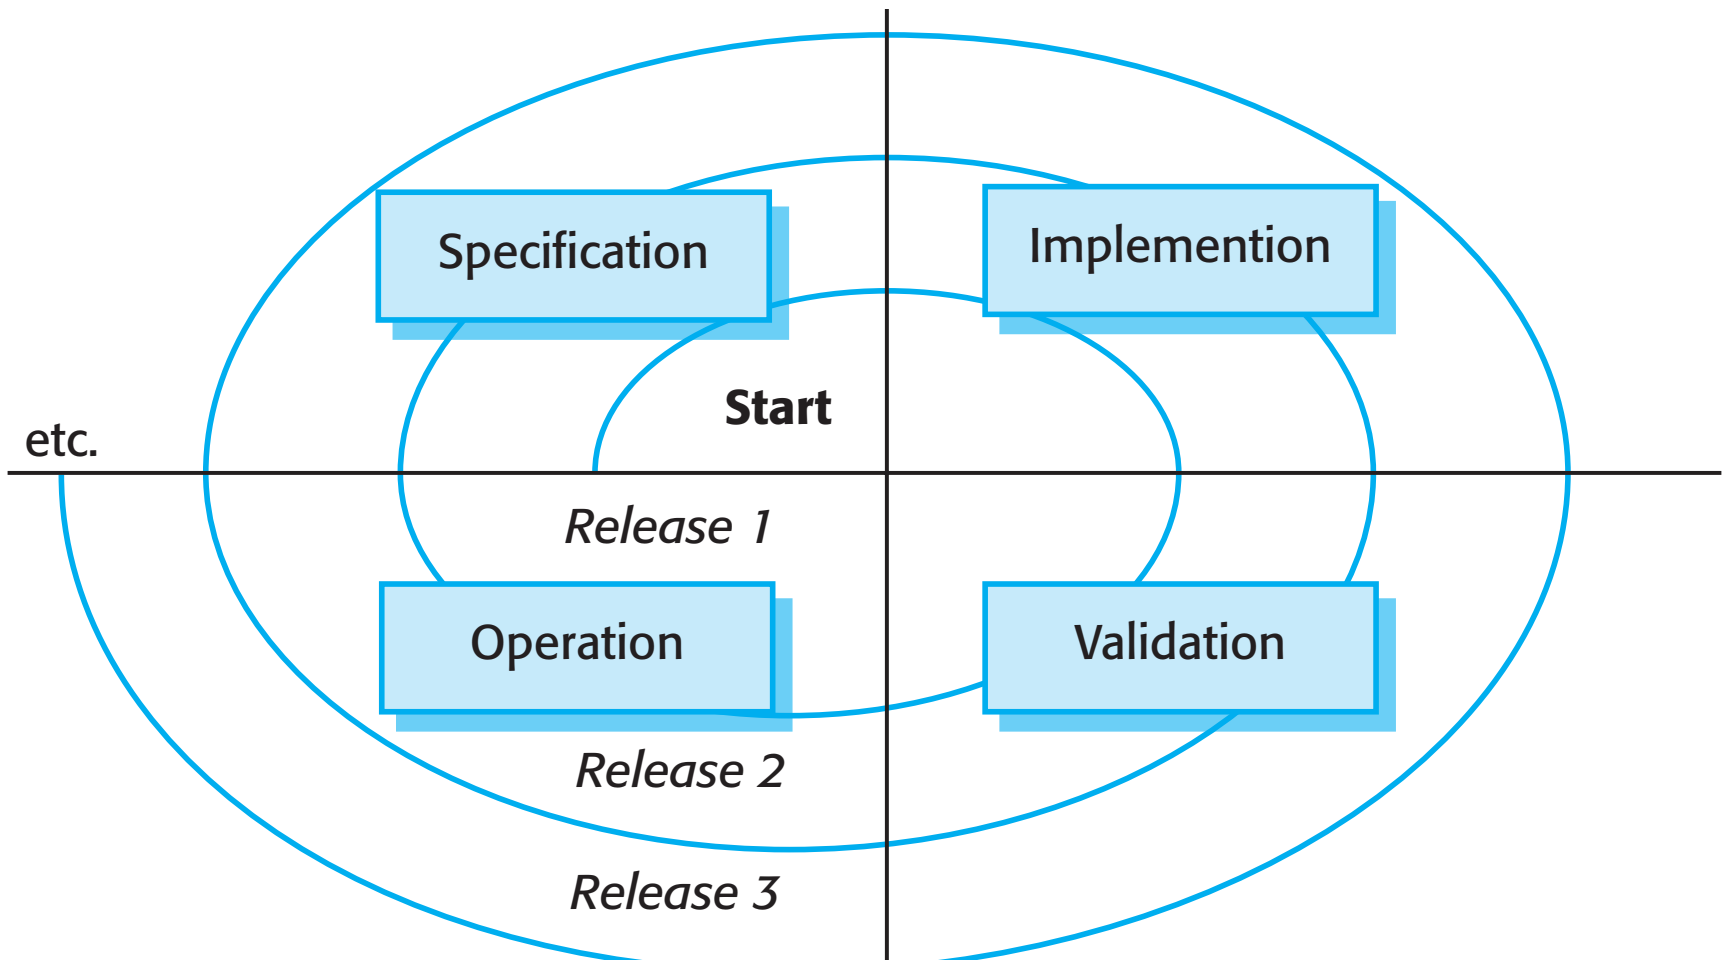 Specification
Implemention
Start
etc.
Release 1
Operation
Validation
Release 2
Release 3